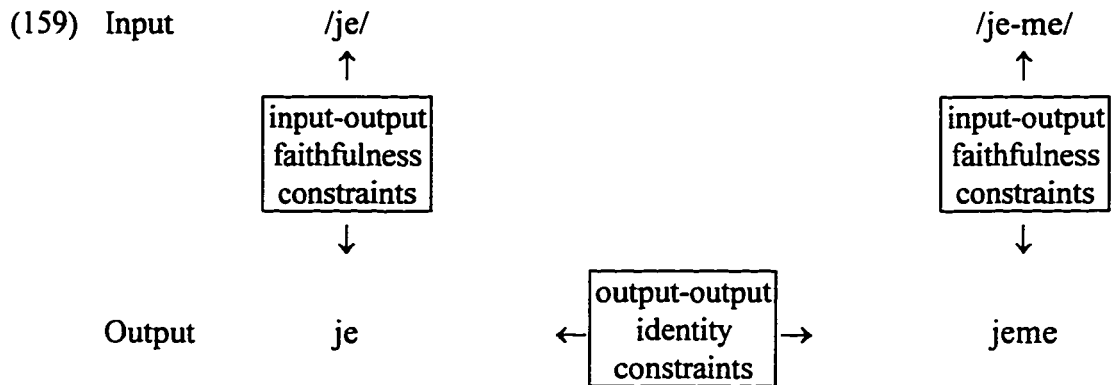 (159) Input /je/ /je-me/
↑ ↑
input-output input-output
faithfulness faithfulness
constraints constraints
↓ ↓
output-output
Output je ← identity → jeme
constraints